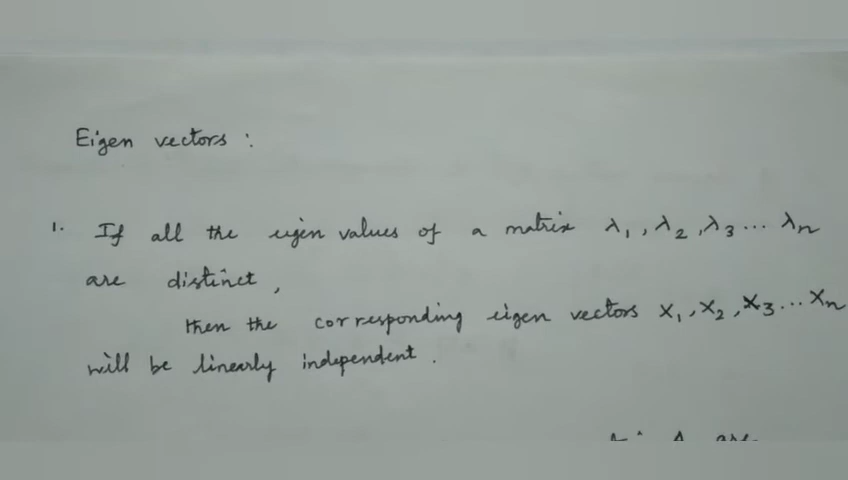 Eigen vectors :
1. If all the eigen values of a matrix λ1, λ2, λ3 ... λn
are distinct,
then the corresponding eigen vectors X1, X2, X3 ... Xn
will be linearly independent.
A are